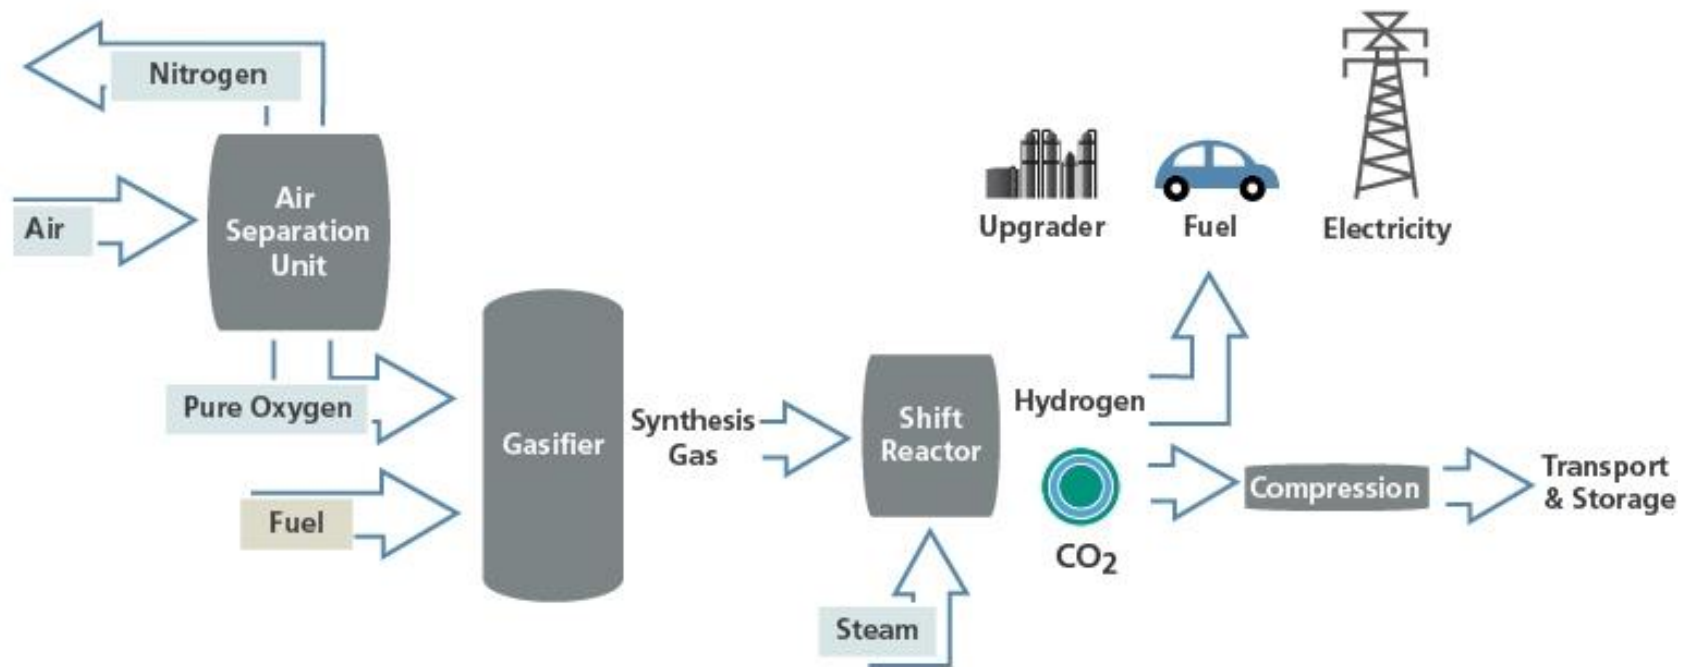 Nitrogen
Air
Air
Separation
Unit
Pure Oxygen
Fuel
Gasifier
Synthesis
Gas
Shift
Reactor
Steam
Hydrogen
CO2
Upgrader
Fuel
Electricity
Compression
Transport
& Storage